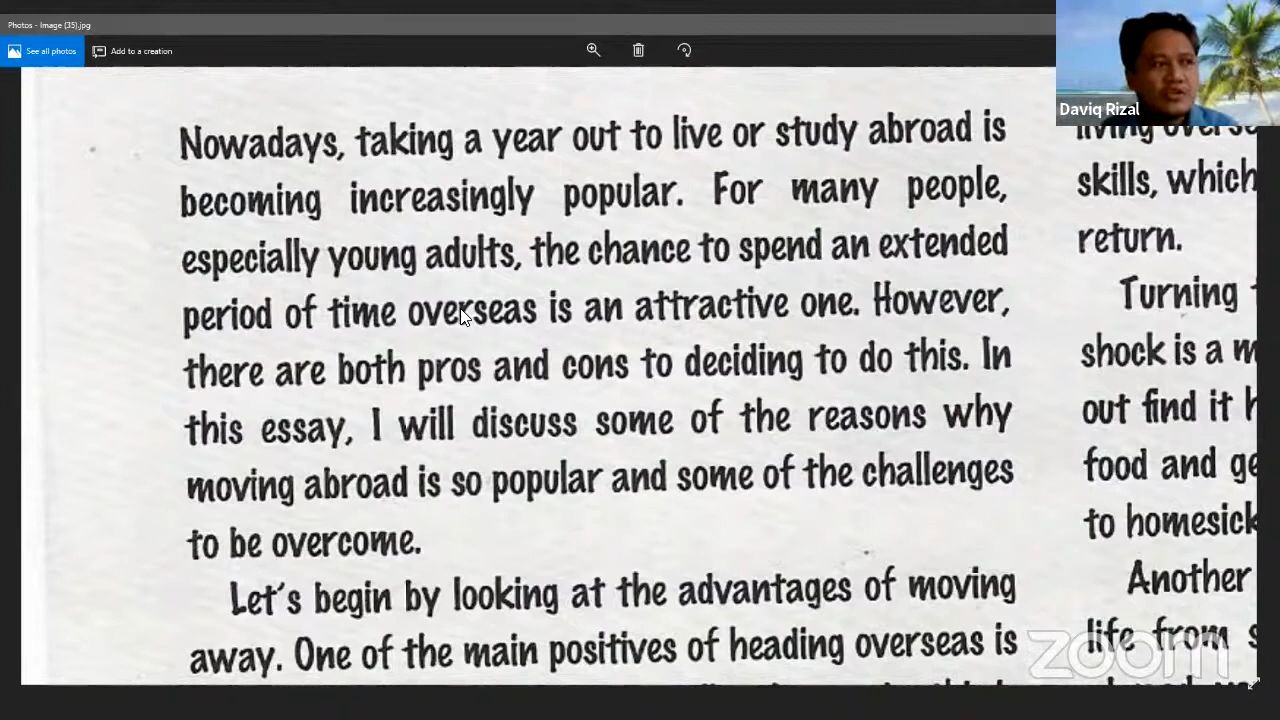 Photos - Image (35).jpg
See all photos
Add to a creation
Daviq Rizal
Nowadays, taking a year out to live or study abroad is
becoming increasingly popular. For many people,
especially young adults, the chance to spend an extended
period of time overseas is an attractive one. However,
there are both pros and cons to deciding to do this. In
this essay, I will discuss some of the reasons why
moving abroad is so popular and some of the challenges
to be overcome.
Let's begin by looking at the advantages of moving
away. One of the main positives of heading overseas is
skills, which
return.
Turning
shock is a
out find it
food and
to
Another
life from
zoom